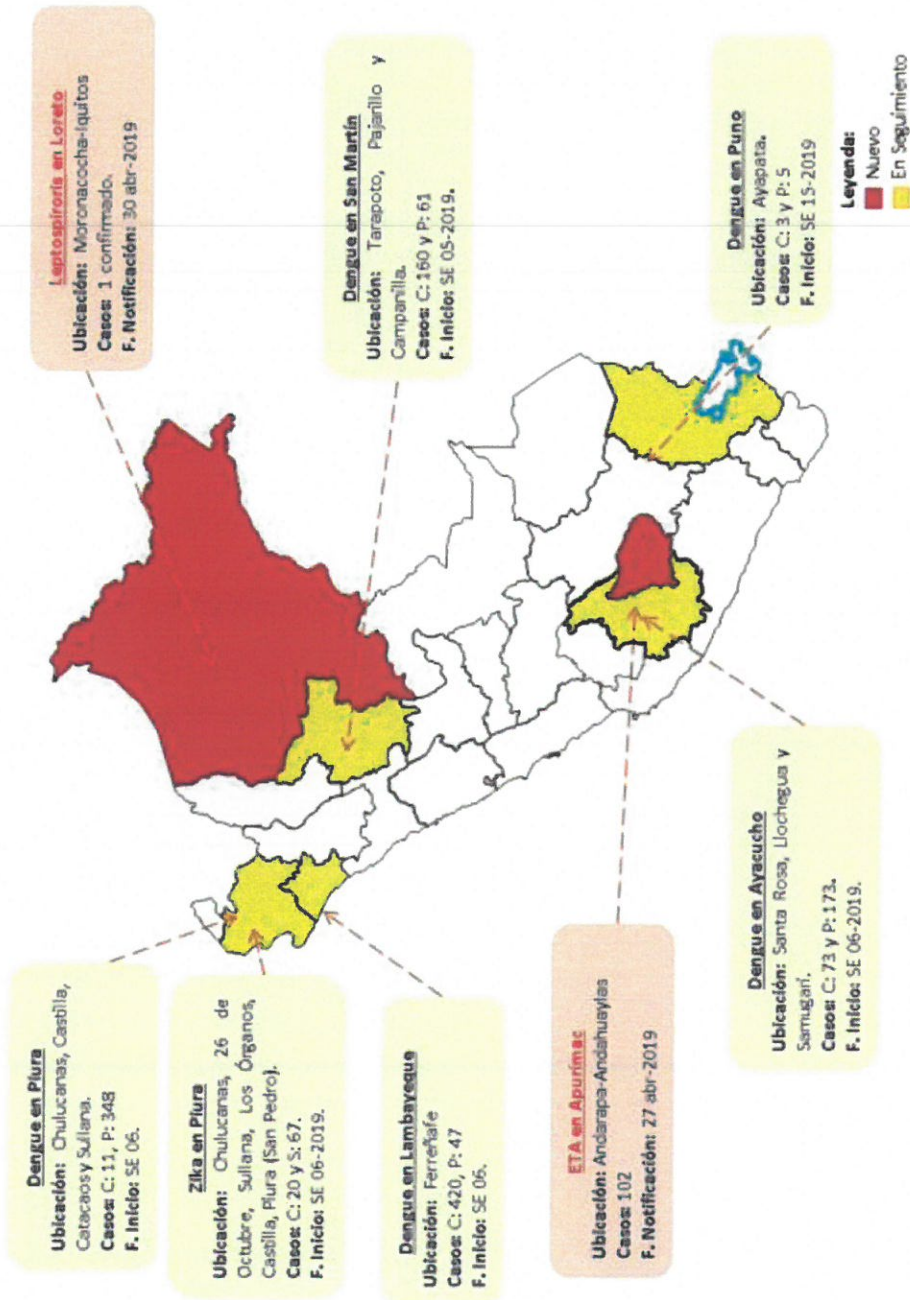 Dengue en Piura
Ubicación: Chulucanas, Castilla,
Catacaos y Sullana.
Casos: C: 11, P: 348
F. Inicio: SE 06.
Zika en Piura
Ubicación: Chulucanas, 26 de
Octubre, Sullana, Los Órganos,
Castilla, Piura (San Pedro).
Casos: C: 20 y S: 67.
F. Inicio: SE 06-2019.
Dengue en Lambayeque
Ubicación: Ferreñafe
Casos: C: 420, P: 47
F. Inicio: SE 06.
ETA en Apurímac
Ubicación: Andarapa-Andahuaylas
Casos: 102
F. Notificación: 27 abr-2019
Dengue en Ayacucho
Ubicación: Santa Rosa, Llochegua y
Samugari.
Casos: C: 73 y P: 173.
F. Inicio: SE 06-2019.
Leptospiroris en Loreto
Ubicación: Moronacocha-Iquitos
Casos: 1 confirmado.
F. Notificación: 30 abr-2019
Dengue en San Martín
Ubicación: Tarapoto, Pajarillo y
Campanilla.
Casos: C: 160 y P: 61
F. Inicio: SE 05-2019.
Dengue en Puno
Ubicación: Ayapata.
Casos: C: 3 y P: 5
F. Inicio: SE 15-2019
Leyenda:
Nuevo
En Seguimiento